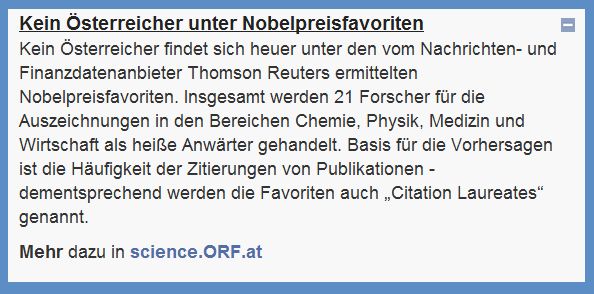 Kein Österreicher unter Nobelpreisfavoriten
Kein Österreicher findet sich heuer unter den vom Nachrichten- und
Finanzdatenanbieter Thomson Reuters ermittelten
Nobelpreisfavoriten. Insgesamt werden 21 Forscher für die
Auszeichnungen in den Bereichen Chemie, Physik, Medizin und
Wirtschaft als heiße Anwärter gehandelt. Basis für die Vorhersagen
ist die Häufigkeit der Zitierungen von Publikationen -
dementsprechend werden die Favoriten auch „Citation Laureates“
genannt.
Mehr dazu in science.ORF.at